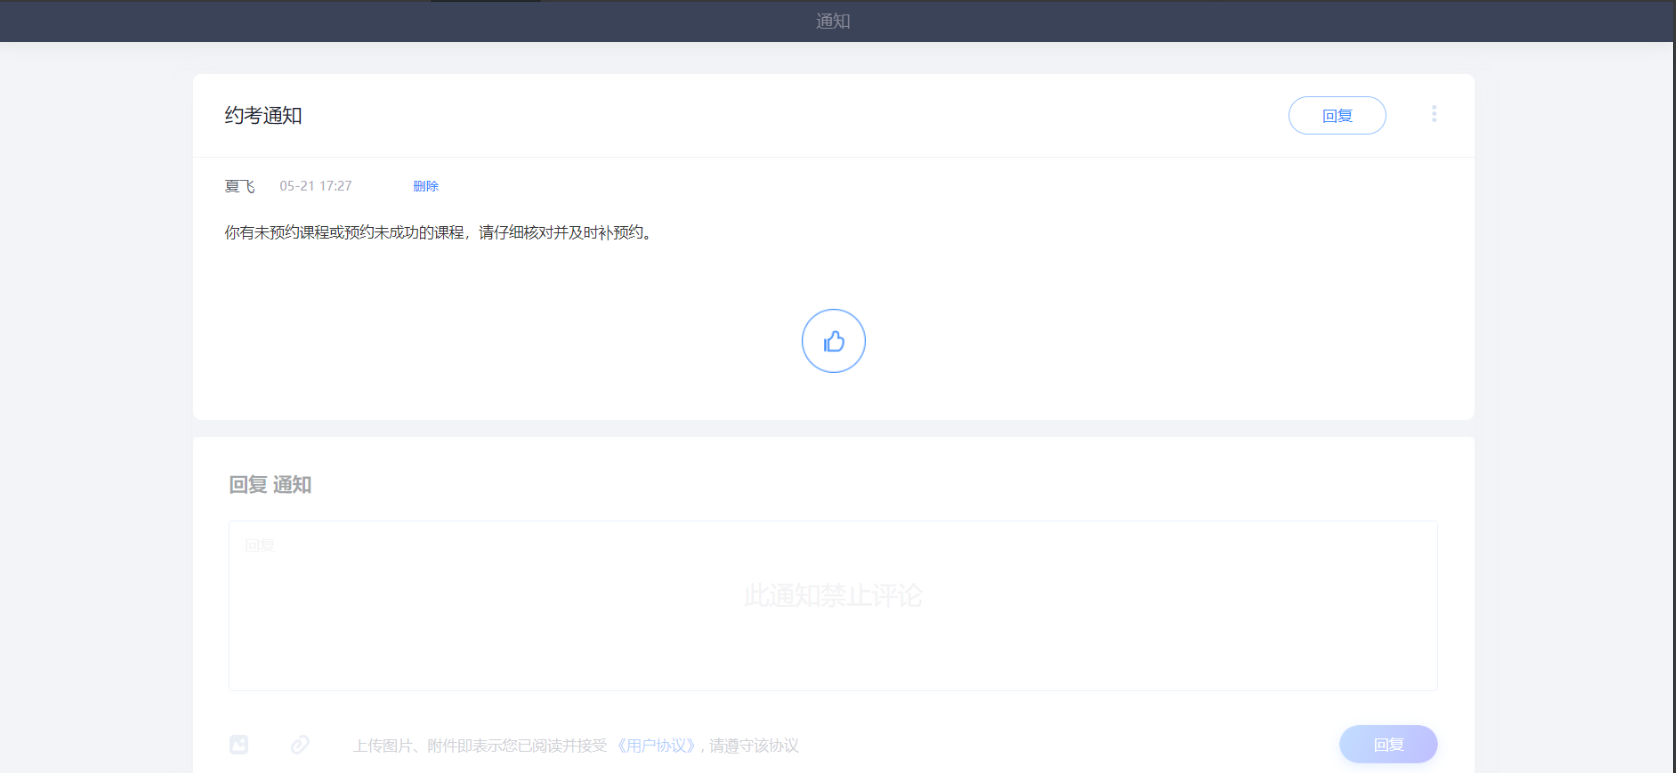 通知
约考通知
回复
夏飞 05-21 17:27 删除
你有未预约课程或预约未成功的课程，请仔细核对并及时补预约。
回复 通知
回复
此通知禁止评论
上传图片、附件即表示您已阅读并接受《用户协议》, 请遵守该协议
回复